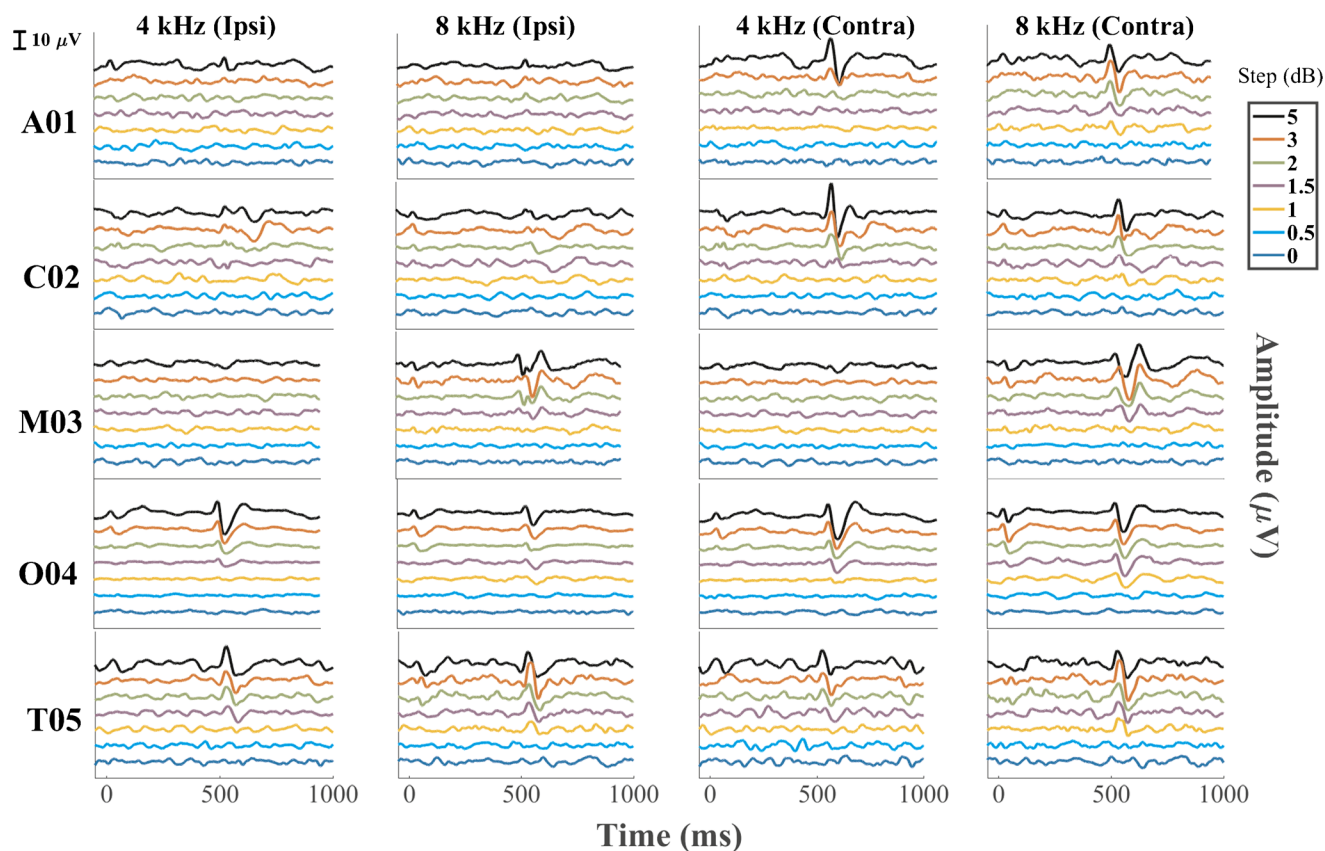 4 kHz (Ipsi) 8 kHz (Ipsi) 4 kHz (Contra) 8 kHz (Contra)
10 μV
Step (dB)
5
3
2
1.5
1
0.5
0
A01
C02
M03
O04
T05
Amplitude (μV)
0 500 1000 0 500 1000 0 500 1000 0 500 1000
Time (ms)